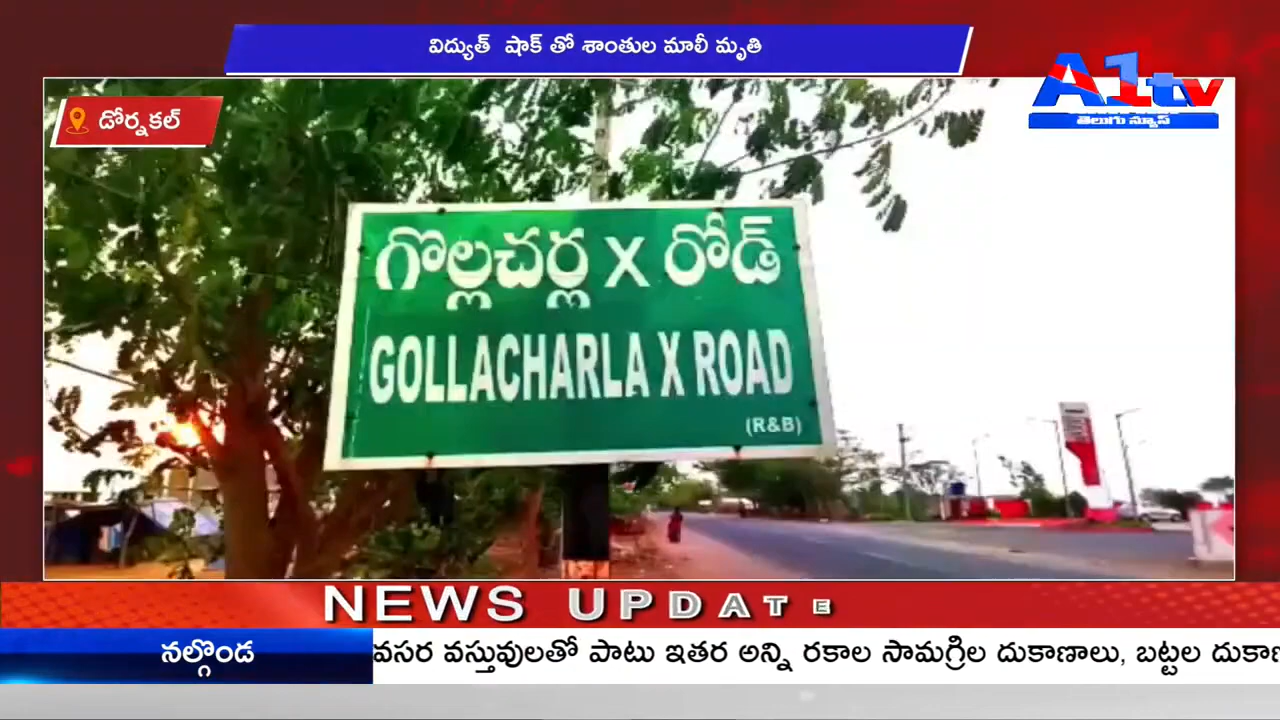 విద్యుత్ షాక్ తో శాంతుల మాలీ మృతి
A1tv
తెలుగు న్యూస్
డోర్నకల్
గొల్లచర్ల X రోడ్
GOLLACHARLA X ROAD
(R&B)
NEWS UPDATE
నల్గొండ
వసర వస్తువులతో పాటు ఇతర అన్ని రకాల సామగ్రిల దుకాణాలు, బట్టల దుకాణ